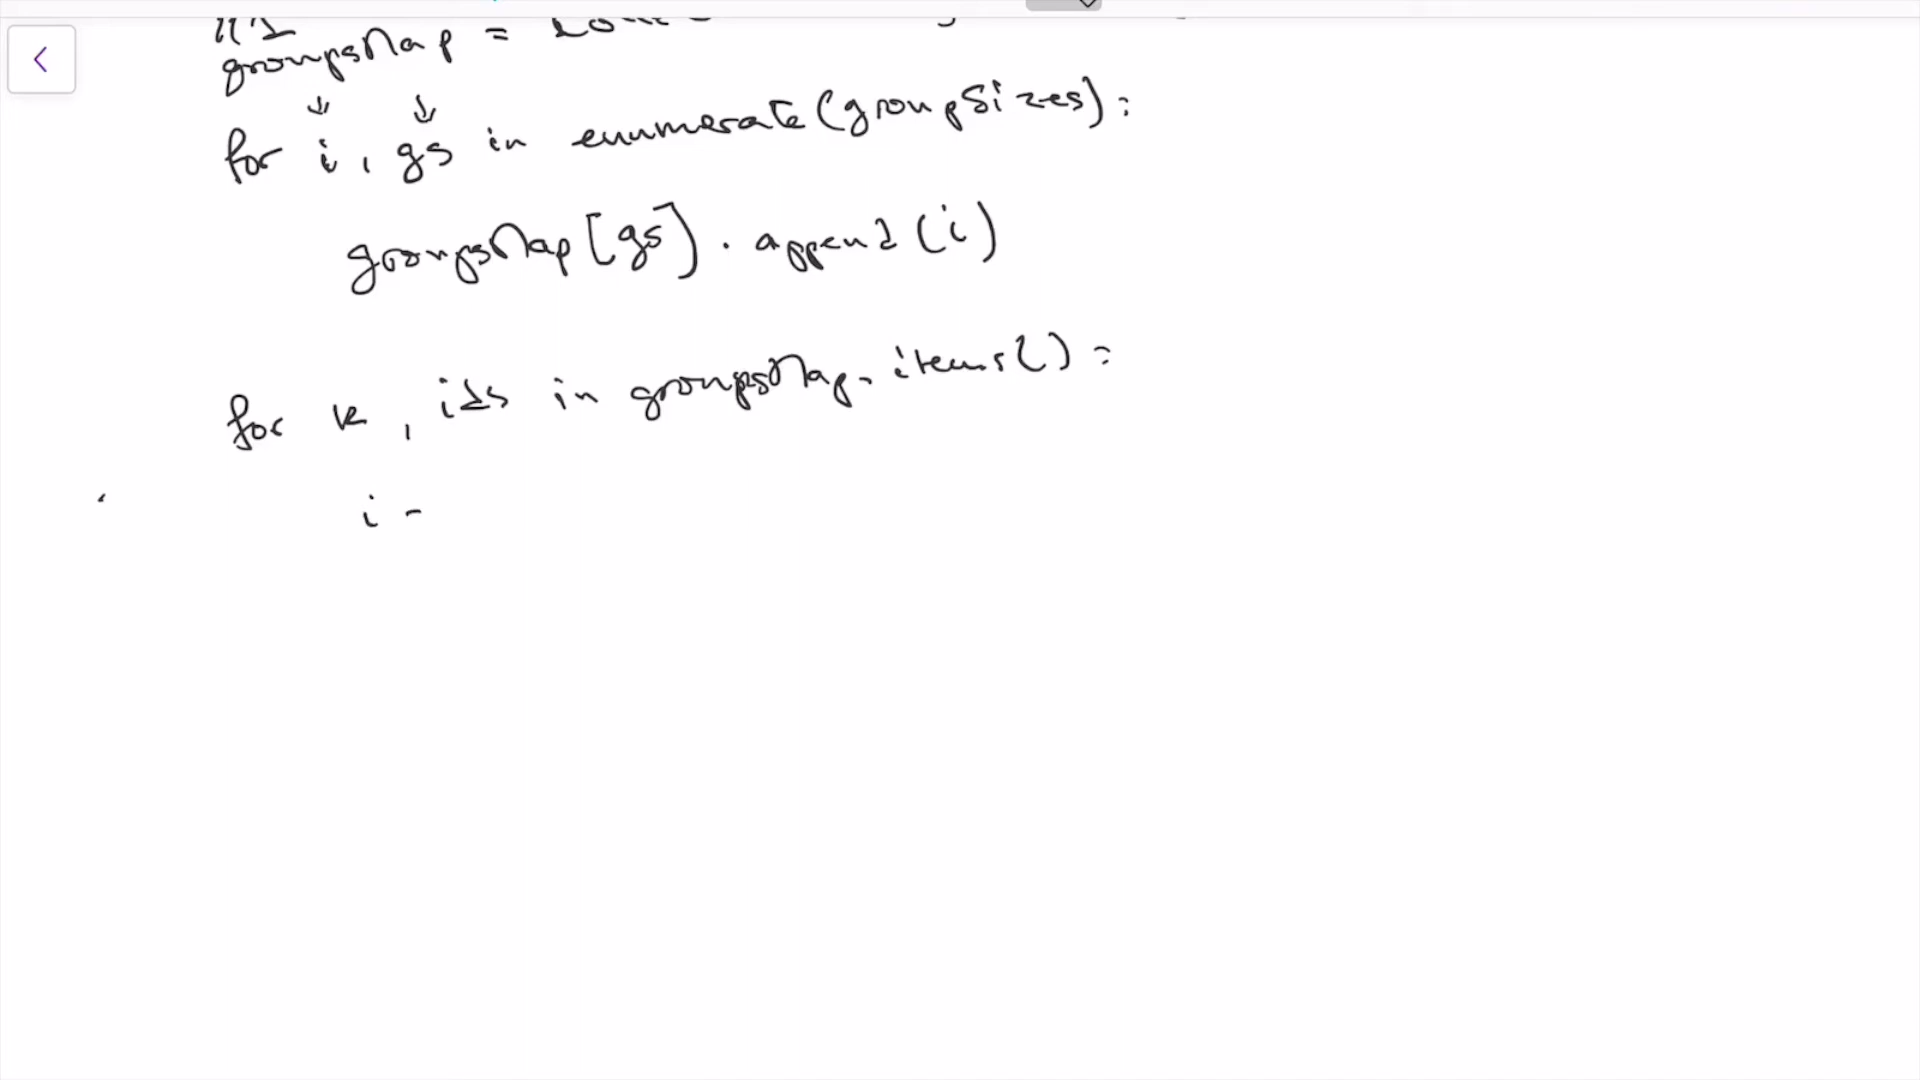 groupsMap =
for i, gs in enumerate(groupSizes):
groupsMap[gs].append(i)
for k, ids in groupsMap.items():
i -